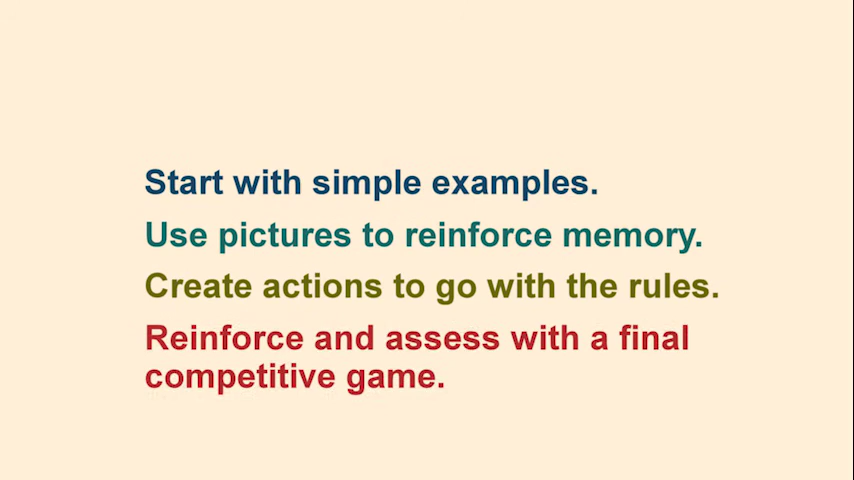 Start with simple examples.
Use pictures to reinforce memory.
Create actions to go with the rules.
Reinforce and assess with a final
competitive game.